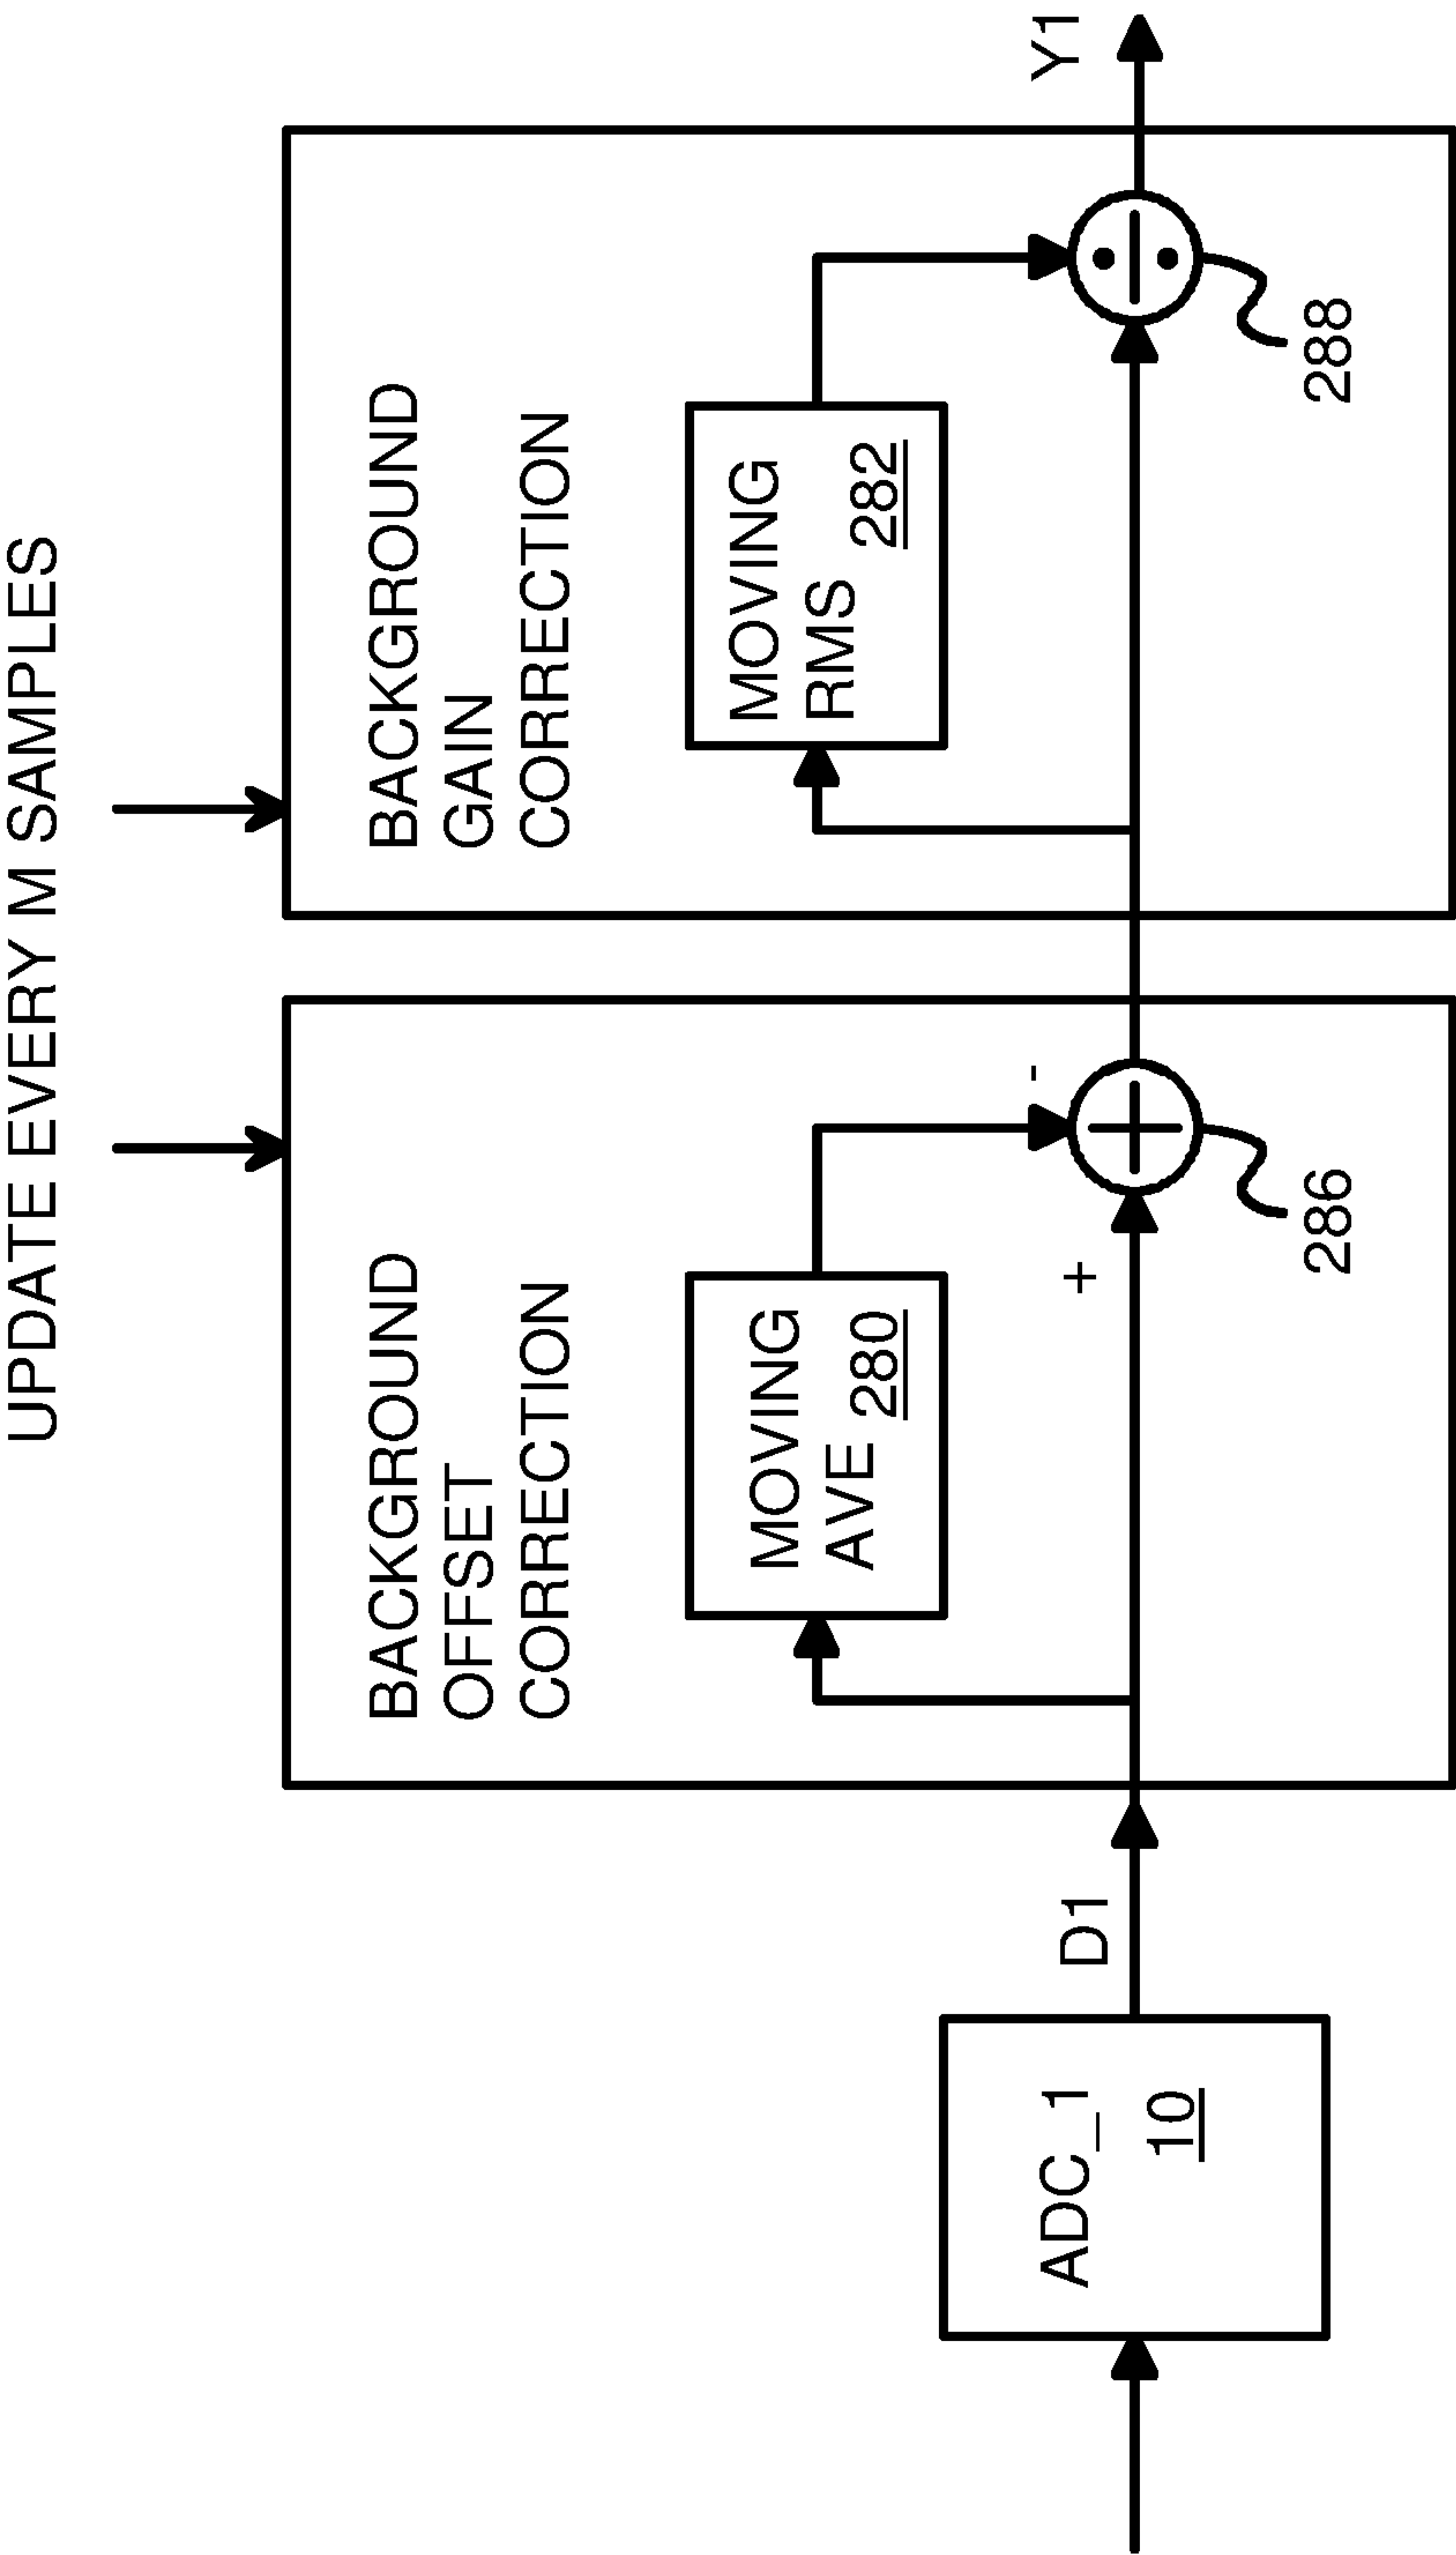 UPDATE EVERY M SAMPLES
BACKGROUND
OFFSET
CORRECTION
MOVING
AVE 280
+
-
286
BACKGROUND
GAIN
CORRECTION
MOVING
RMS 282
288
ADC_1
10
D1
Y1